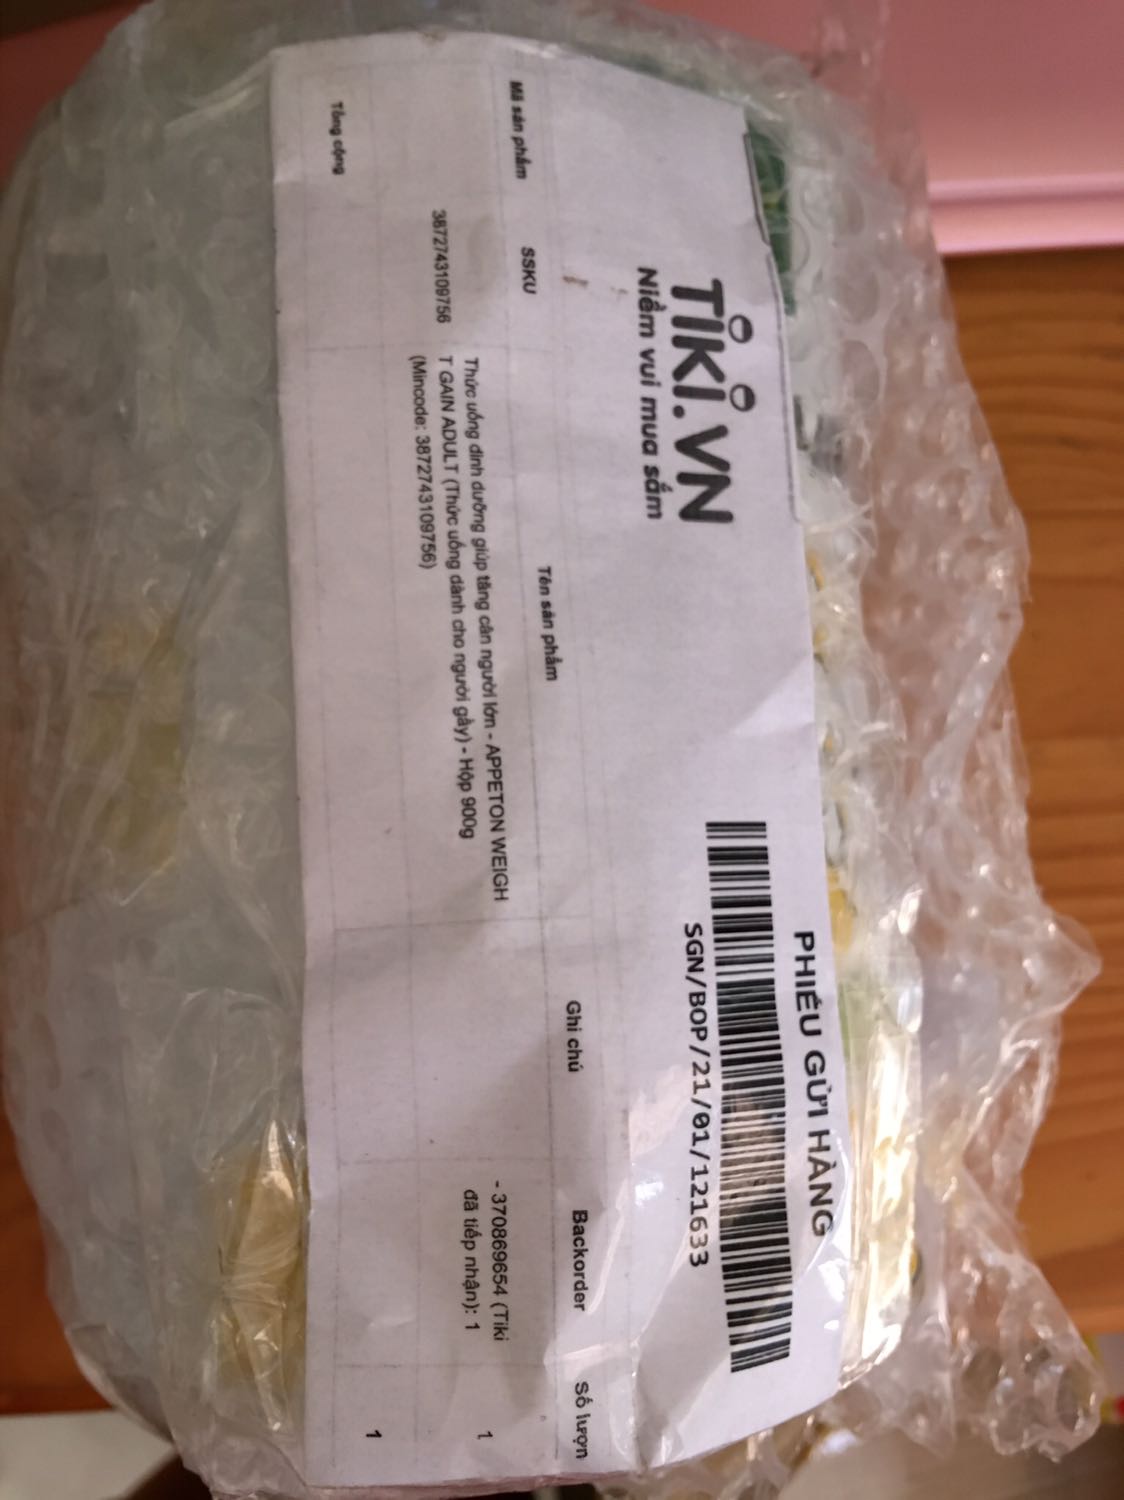 TIKI.VN
Niềm vui mua sắm
PHIẾU GỬI HÀNG
SGN/BOP/21/01/121633
Mã sản phẩm SSKU Tên sản phẩm Ghi chú Backorder Số lượn
3872743109756
Thức uống dinh dưỡng giúp tăng cân người lớn - APPETON WEIGH
T GAIN ADULT (Thức uống dành cho người gầy) - Hộp 900g
(Mincode: 3872743109756)
- 370869654 (Tiki
đã tiếp nhận): 1
1
Tổng cộng 1